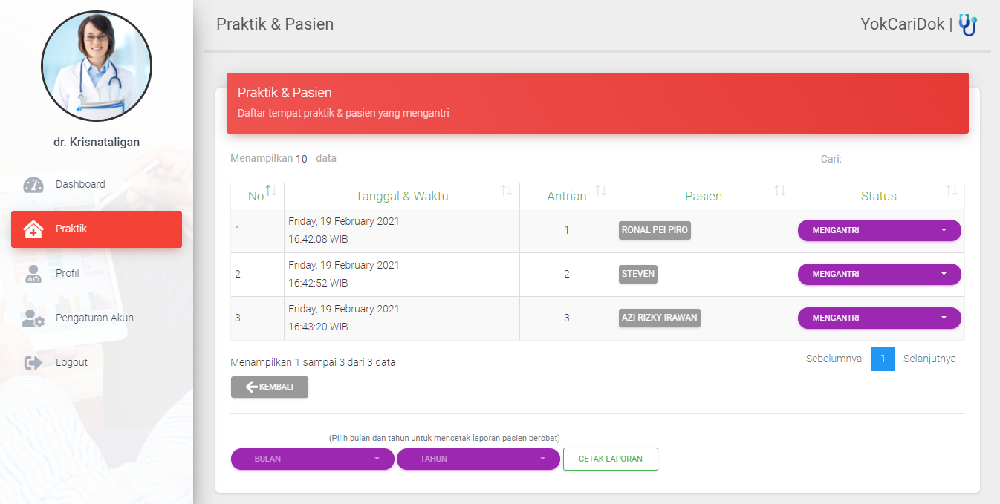 dr. Krisnataligan
Dashboard
Praktik
Profil
Pengaturan Akun
Logout
Praktik & Pasien
YokCariDok |
Praktik & Pasien
Daftar tempat praktik & pasien yang mengantri
Menampilkan 10 data
Cari:
No. Tanggal & Waktu Antrian Pasien Status
1 Friday, 19 February 2021 1 RONAL PEI PIRO MENGANTRI
16:42:08 WIB
2 Friday, 19 February 2021 2 STEVEN MENGANTRI
16:42:52 WIB
3 Friday, 19 February 2021 3 AZI RIZKY IRAWAN MENGANTRI
16:43:20 WIB
Menampilkan 1 sampai 3 dari 3 data
Sebelumnya 1 Selanjutnya
KEMBALI
(Pilih bulan dan tahun untuk mencetak laporan pasien berobat)
— BULAN — — TAHUN — CETAK LAPORAN